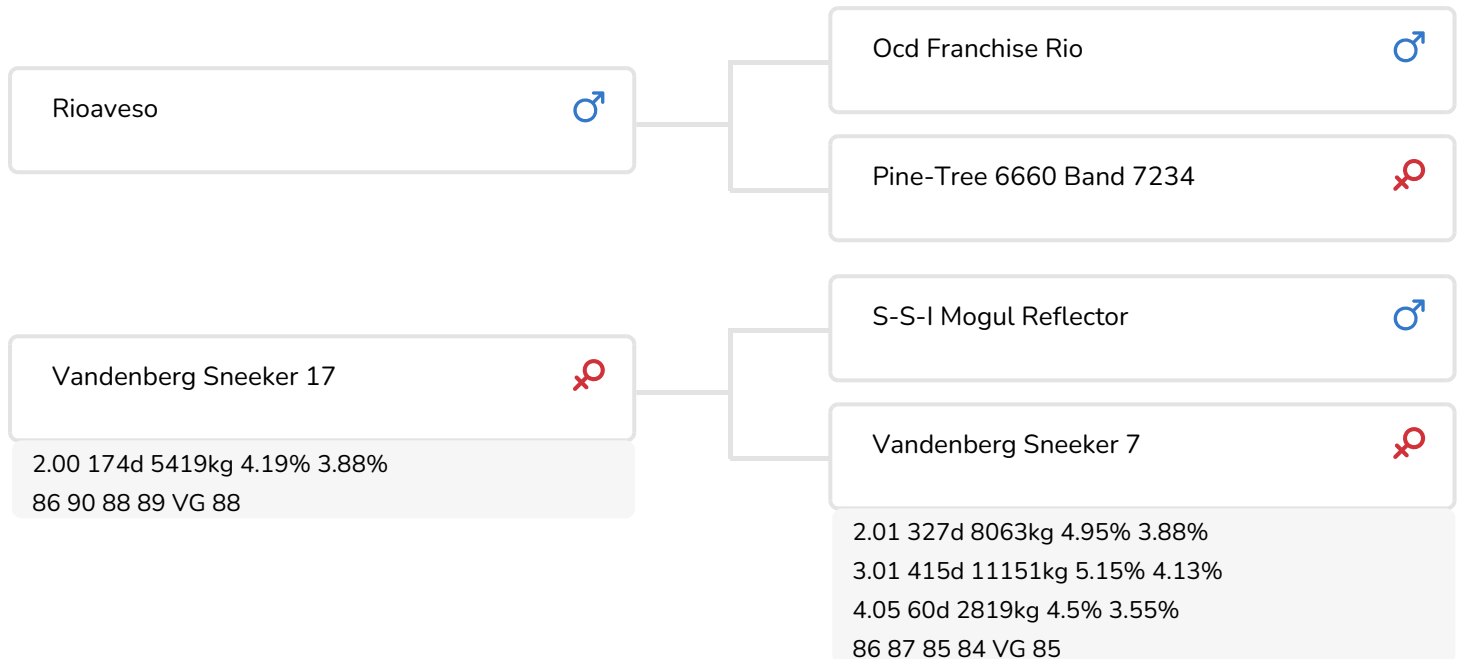 Rioaveso
Ocd Franchise Rio
Pine-Tree 6660 Band 7234
Vandenberg Sneeker 17
2.00 174d 5419kg 4.19% 3.88%
86 90 88 89 VG 88
S-S-I Mogul Reflector
Vandenberg Sneeker 7
2.01 327d 8063kg 4.95% 3.88%
3.01 415d 11151kg 5.15% 4.13%
4.05 60d 2819kg 4.5% 3.55%
86 87 85 84 VG 85